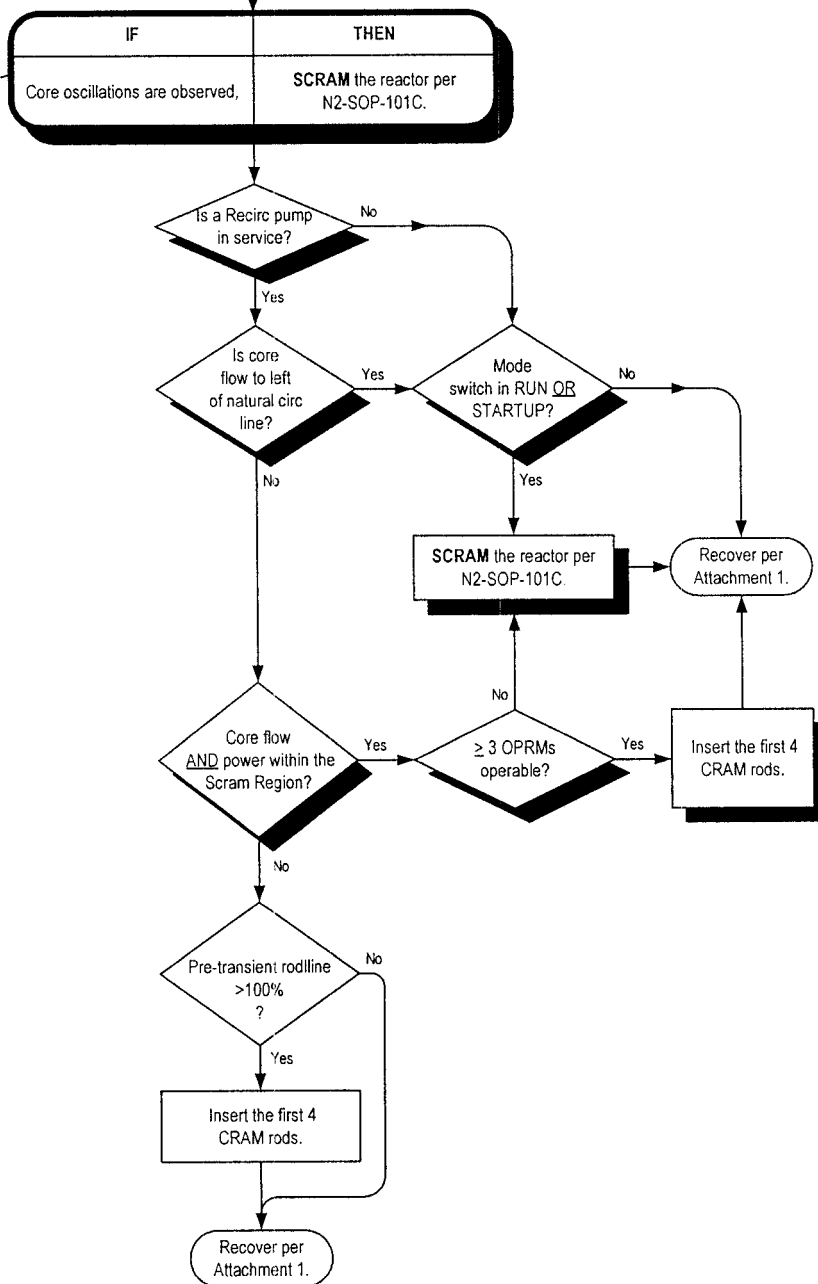 IF
THEN
Core oscillations are observed,
SCRAM the reactor per
N2-SOP-101C.
Is a Recirc pump
in service?
No
Yes
Is core
flow to left
of natural circ
line?
Yes
Mode
switch in RUN OR
STARTUP?
No
No
Yes
SCRAM the reactor per
N2-SOP-101C.
Recover per
Attachment 1.
No
Core flow
AND power within the
Scram Region?
Yes
≥ 3 OPRMs
operable?
Yes
Insert the first 4
CRAM rods.
No
Pre-transient rodlline
>100%
?
No
Yes
Insert the first 4
CRAM rods.
Recover per
Attachment 1.